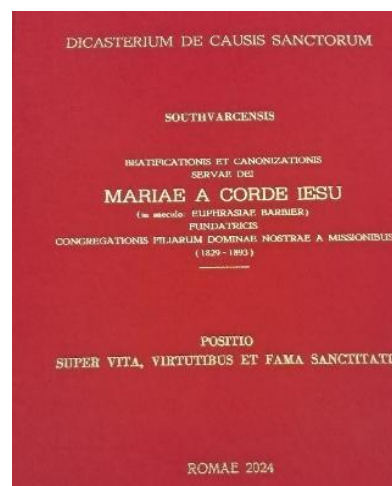 DICASTERIUM DE CAUSIS SANCTORUM
SOUTHVARCENSIS
BEATIFICATIONIS ET CANONIZATIONIS
SERVAE DEI
MARIAE A CORDE IESU
(in saeculo: EUPHRASIAE BARBIER)
FUNDATRICIS
CONGREGATIONIS FILIARUM DOMINAE NOSTRAE A MISSIONIBUS
(1829 - 1893)
POSITIO
SUPER VITA, VIRTUTIBUS ET FAMA SANCTITATI
ROMAE 2024